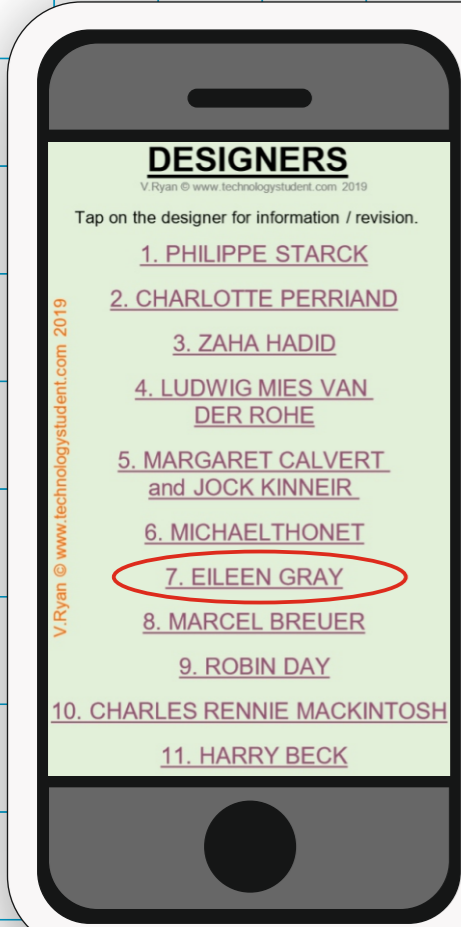 DESIGNERS
V.Ryan © www.technologystudent.com 2019
Tap on the designer for information / revision.
1. PHILIPPE STARCK
2. CHARLOTTE PERRIAND
3. ZAHA HADID
4. LUDWIG MIES VAN
DER ROHE
5. MARGARET CALVERT
and JOCK KINNEIR
6. MICHAELTHONET
7. EILEEN GRAY
8. MARCEL BREUER
9. ROBIN DAY
10. CHARLES RENNIE MACKINTOSH
11. HARRY BECK
V.Ryan © www.technologystudent.com 2019